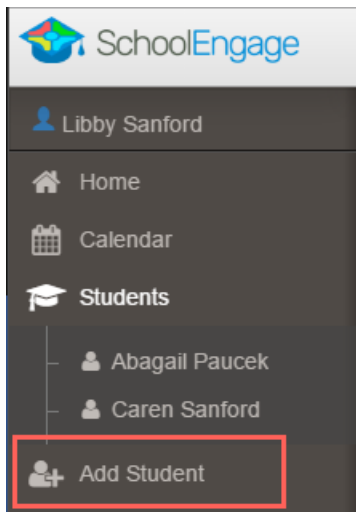 SchoolEngage
Libby Sanford
Home
Calendar
Students
Abagail Paucek
Caren Sanford
Add Student